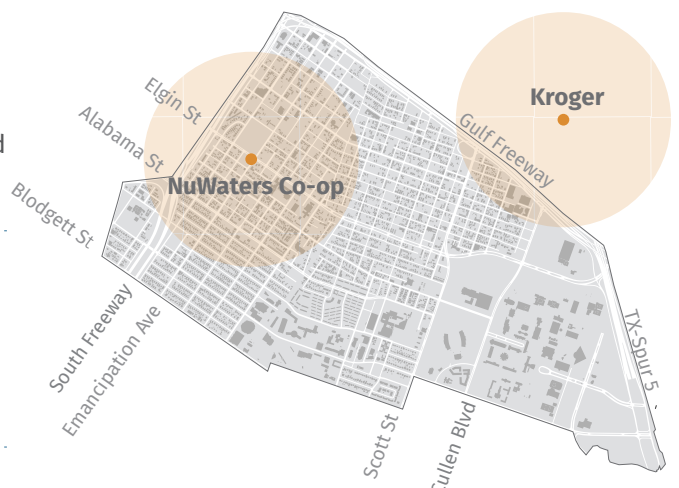 Elgin St
Alabama St
Blodgett St
NuWaters Co-op
Kroger
Gulf Freeway
South Freeway
Emancipation Ave
Scott St
Cullen Blvd
TX-Spur 5